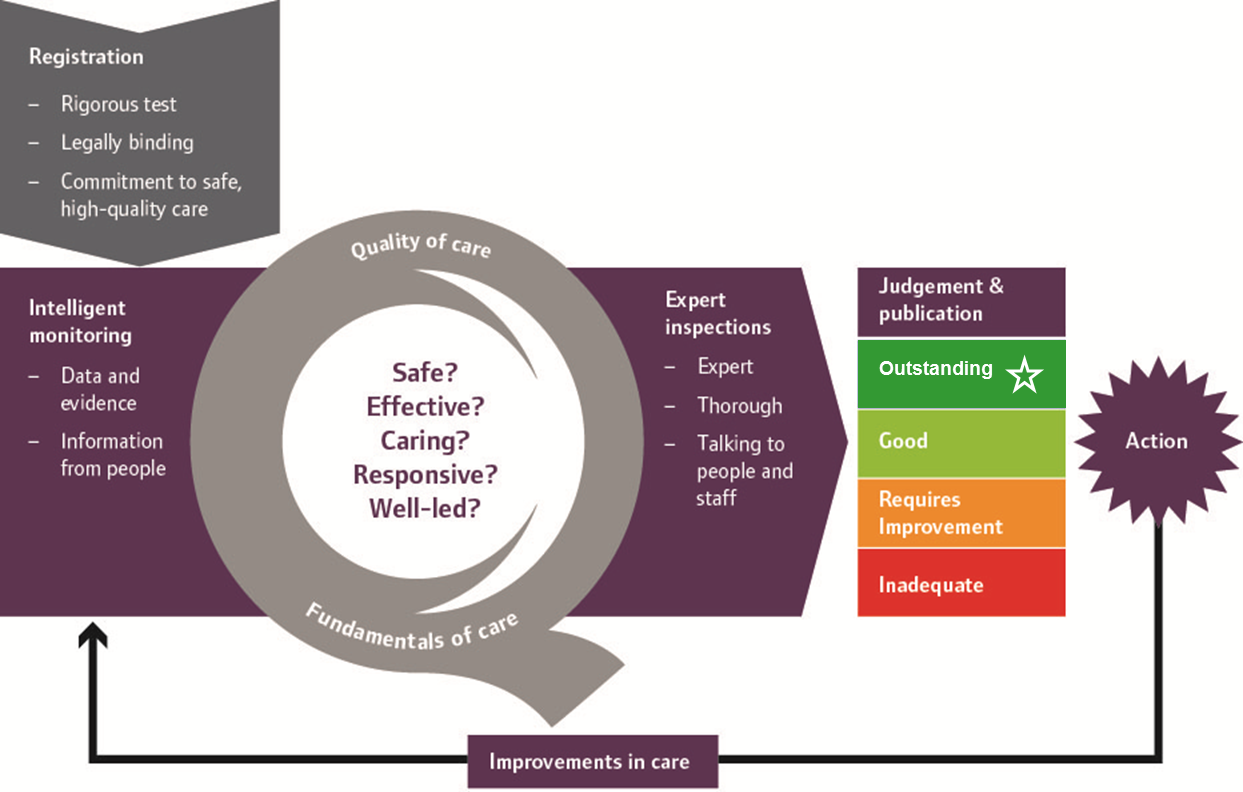 Registration
– Rigorous test
– Legally binding
– Commitment to safe,
high-quality care
Intelligent
monitoring
– Data and
evidence
– Information
from people
Quality of care
Safe?
Effective?
Caring?
Responsive?
Well-led?
Fundamentals of care
Expert
inspections
– Expert
– Thorough
– Talking to
people and
staff
Judgement &
publication
Outstanding
Good
Requires
Improvement
Inadequate
Action
Improvements in care